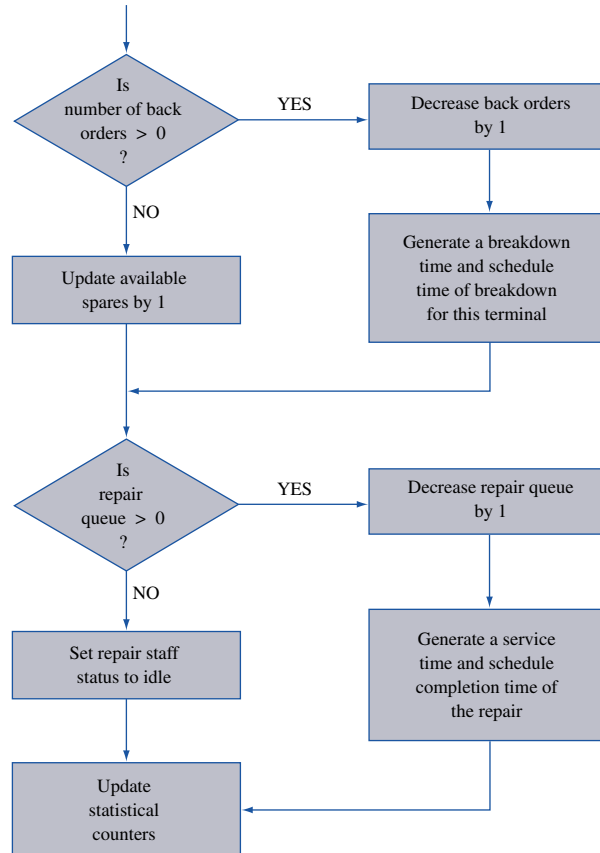 Is
number of back
orders > 0
?
YES
Decrease back orders
by 1
NO
Generate a breakdown
time and schedule
time of breakdown
for this terminal
Update available
spares by 1
Is
repair
queue > 0
?
YES
Decrease repair queue
by 1
NO
Set repair staff
status to idle
Generate a service
time and schedule
completion time of
the repair
Update
statistical
counters